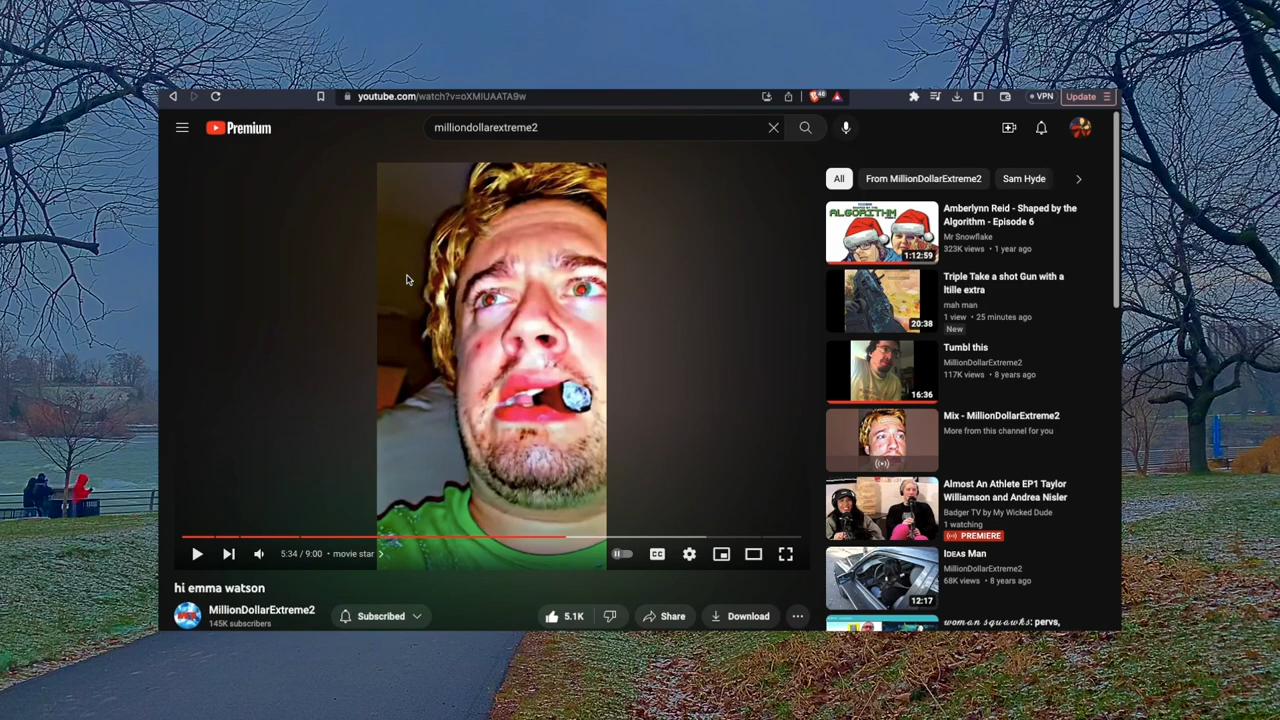 youtube.com/watch?v=oXMIUAATA9w
46
VPN
Update
Premium
milliondollarextreme2
All
From MillionDollarExtreme2
Sam Hyde
ALGORITHM
1:12:59
Amberlynn Reid - Shaped by the
Algorithm - Episode 6
Mr Snowflake
323K views • 1 year ago
20:38
Triple Take a shot Gun with a
ltille extra
mah man
1 view • 25 minutes ago
New
16:36
Tumbl this
MillionDollarExtreme2
117K views • 8 years ago
Mix - MillionDollarExtreme2
More from this channel for you
Almost An Athlete EP1 Taylor
Williamson and Andrea Nisler
Badger TV by My Wicked Dude
1 watching
PREMIERE
12:17
IDEAS Man
MillionDollarExtreme2
68K views • 8 years ago
woman squawks: pervs,
5:34 / 9:00 • movie star
CC
hi emma watson
MillionDollarExtreme2
145K subscribers
Subscribed
5.1K
Share
Download